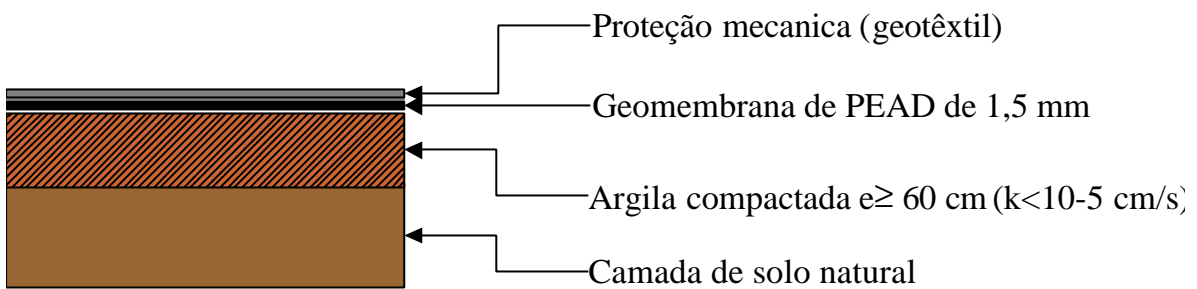 Proteção mecanica (geotêxtil)
Geomembrana de PEAD de 1,5 mm
Argila compactada e≥ 60 cm (k<10-5 cm/s)
Camada de solo natural